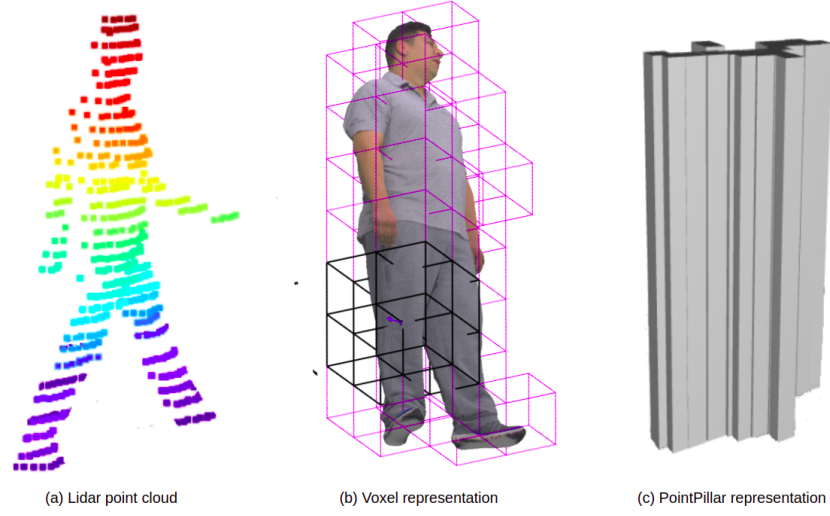 (a) Lidar point cloud
(b) Voxel representation
(c) PointPillar representation